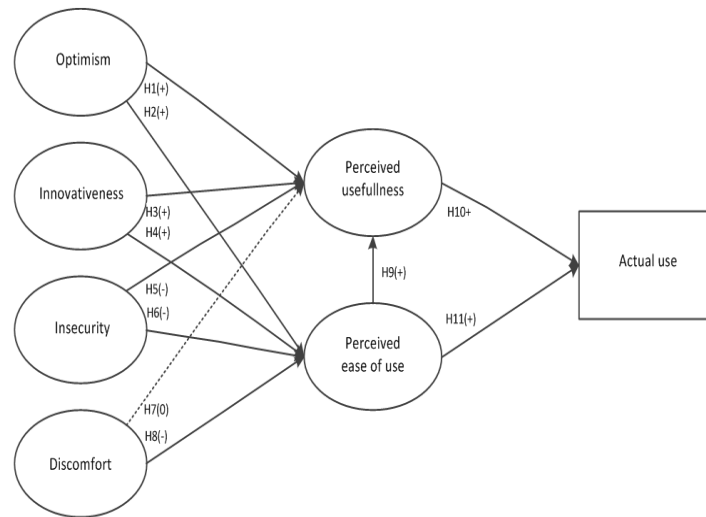 Optimism
H1(+)
H2(+)
Innovativeness
H3(+)
H4(+)
Insecurity
H5(-)
H6(-)
Discomfort
H7(0)
H8(-)
Perceived
usefullness
H9(+)
Perceived
ease of use
H10+
H11(+)
Actual use